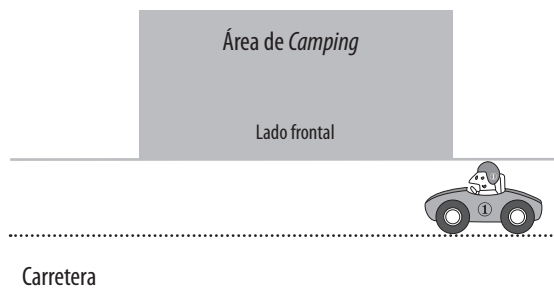 Área de Camping
Lado frontal
①
Carretera